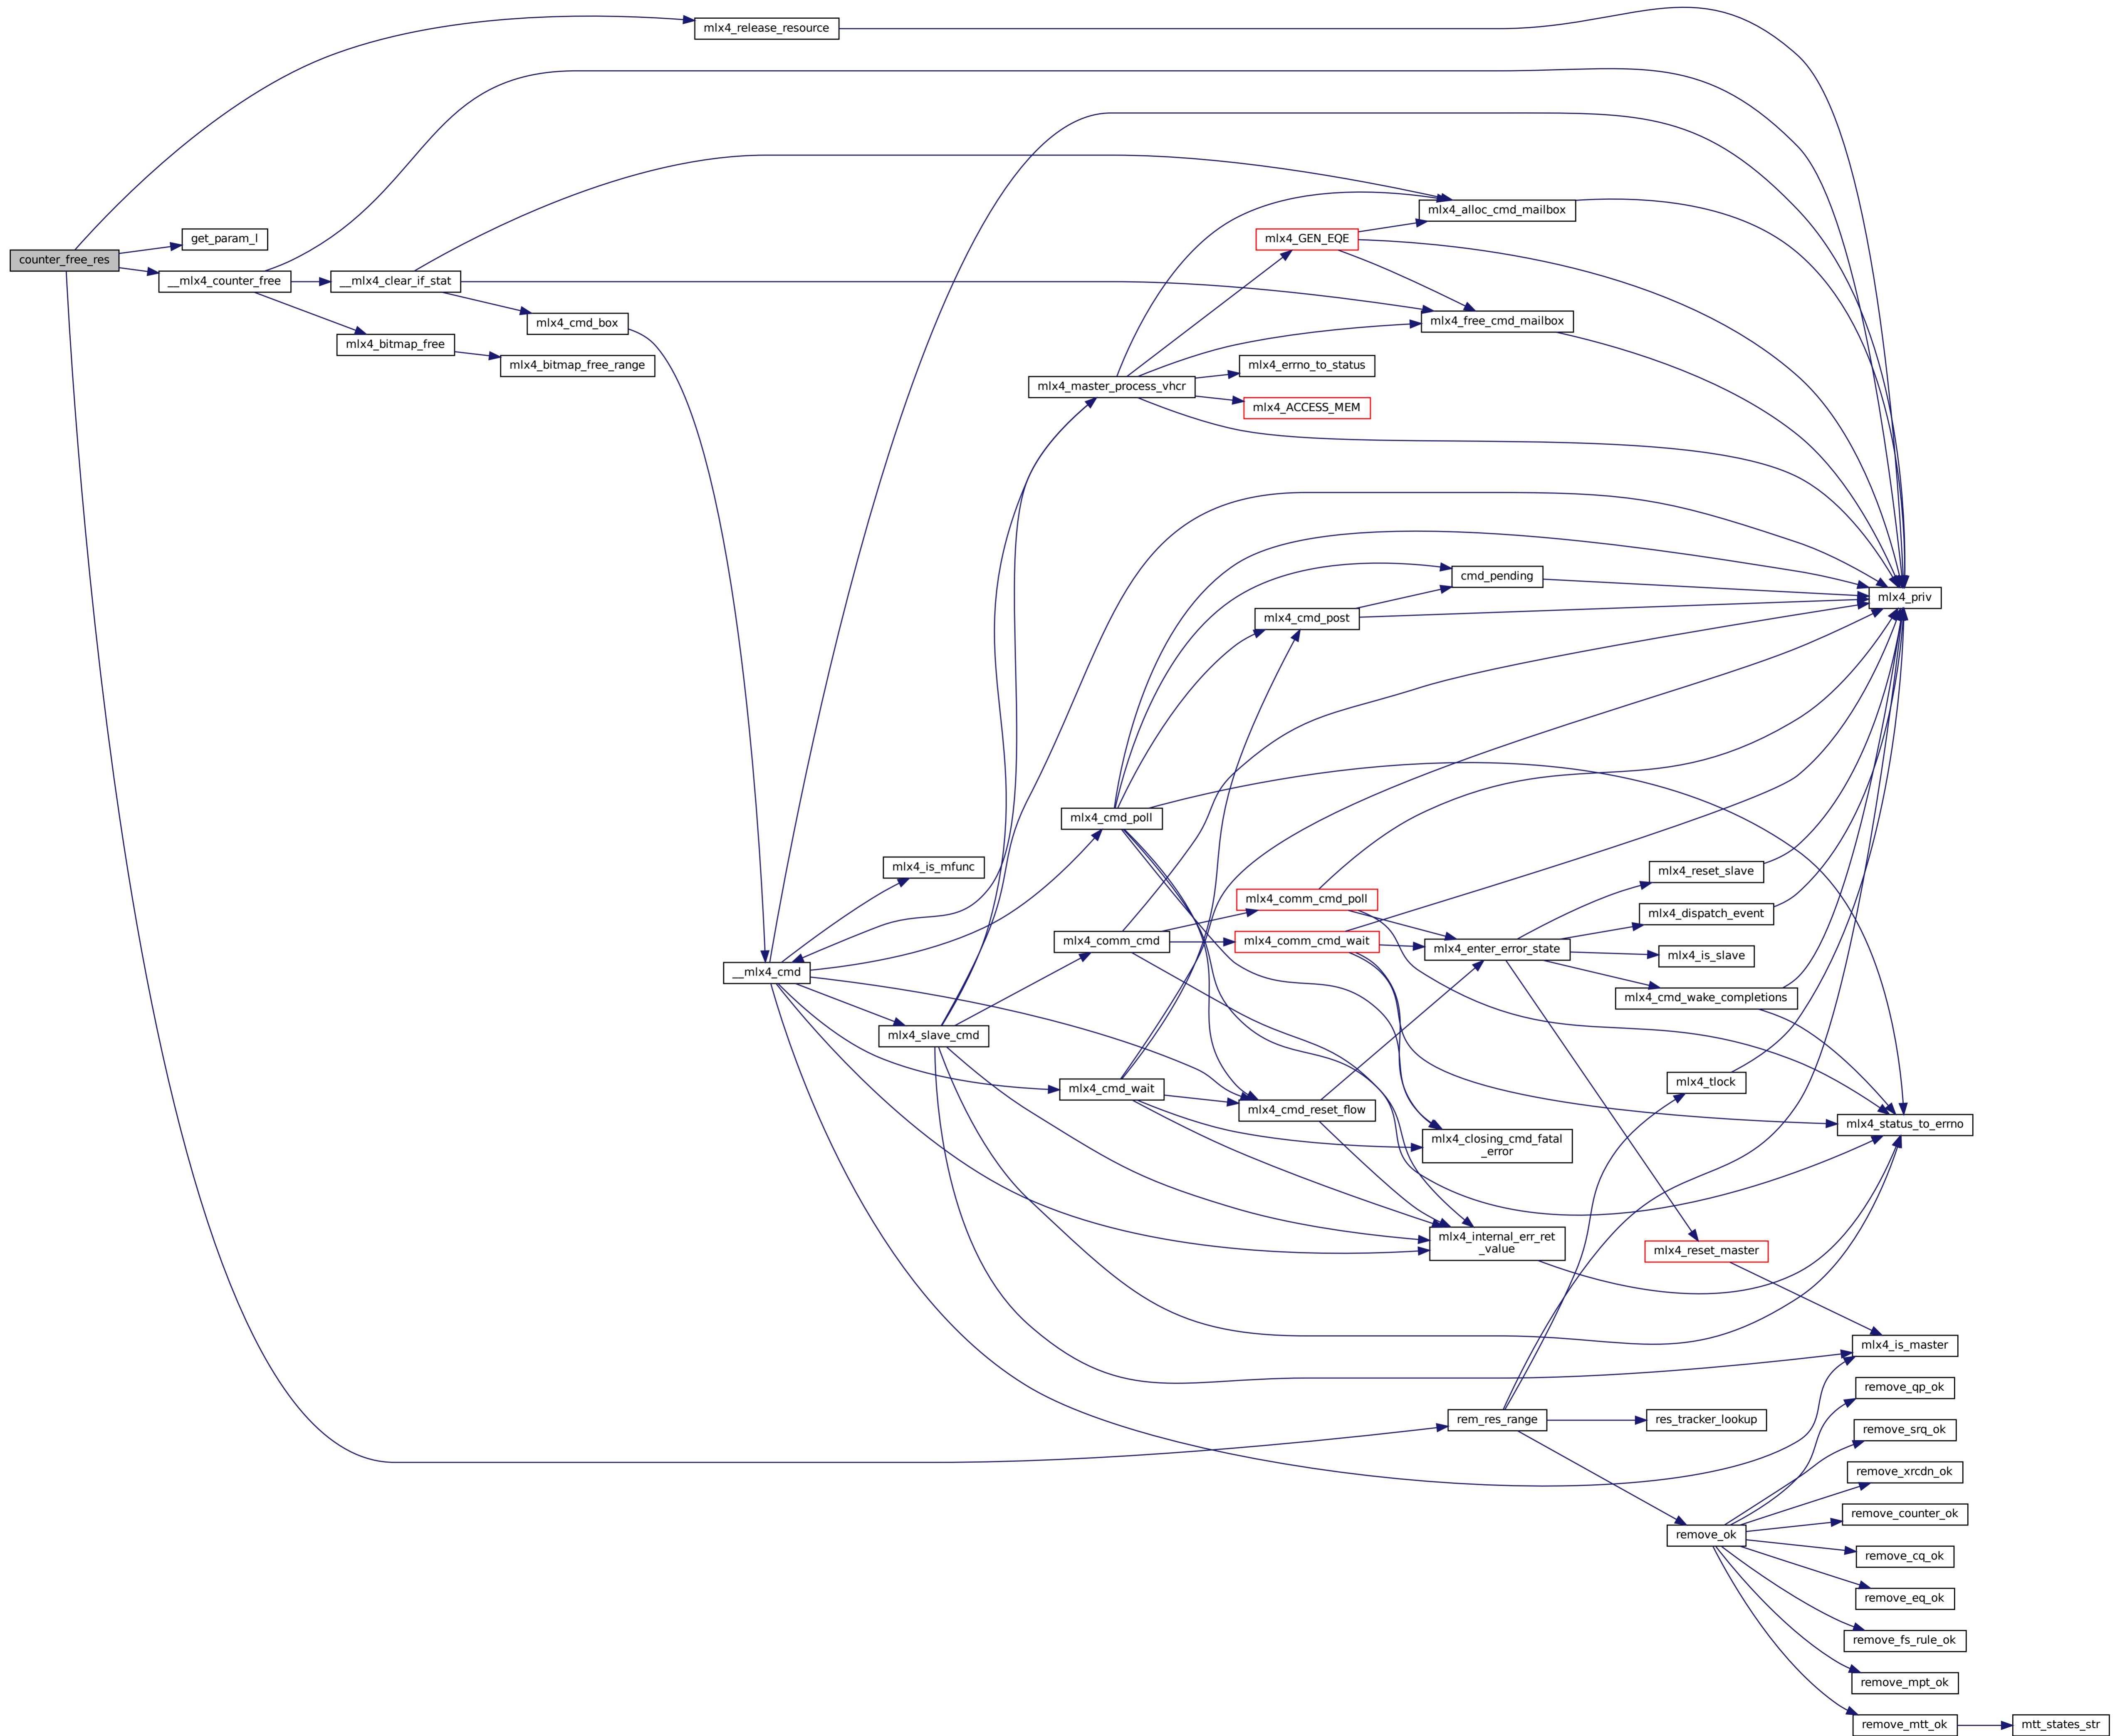 mlx4_release_resource
mlx4_alloc_cmd_mailbox
get_param_l
mlx4_GEN_EQE
counter_free_res
__mlx4_counter_free
__mlx4_clear_if_stat
mlx4_cmd_box
mlx4_free_cmd_mailbox
mlx4_bitmap_free
mlx4_bitmap_free_range
mlx4_errno_to_status
mlx4_master_process_vhcr
mlx4_ACCESS_MEM
cmd_pending
mlx4_priv
mlx4_cmd_post
mlx4_cmd_poll
mlx4_is_mfunc
mlx4_reset_slave
mlx4_comm_cmd_poll
mlx4_dispatch_event
mlx4_comm_cmd
mlx4_comm_cmd_wait
mlx4_enter_error_state
mlx4_is_slave
__mlx4_cmd
mlx4_cmd_wake_completions
mlx4_slave_cmd
mlx4_tlock
mlx4_cmd_wait
mlx4_cmd_reset_flow
mlx4_status_to_errno
mlx4_closing_cmd_fatal
_error
mlx4_internal_err_ret
_value
mlx4_reset_master
mlx4_is_master
remove_qp_ok
rem_res_range
res_tracker_lookup
remove_srq_ok
remove_xrcdn_ok
remove_counter_ok
remove_ok
remove_cq_ok
remove_eq_ok
remove_fs_rule_ok
remove_mpt_ok
remove_mtt_ok
mtt_states_str